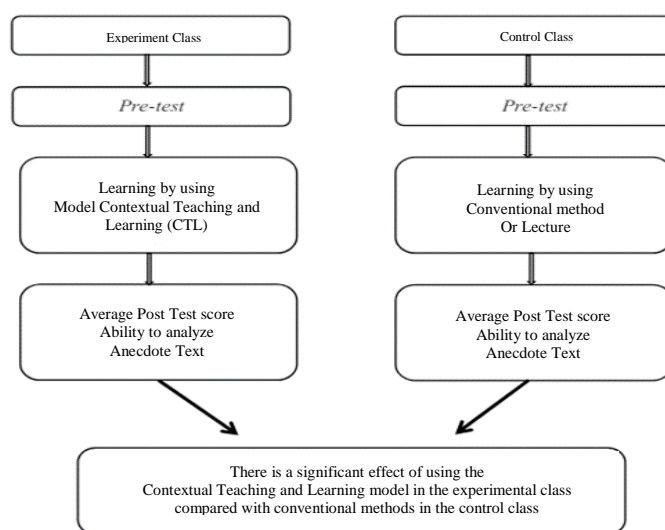 Experiment Class
Control Class
Pre-test
Pre-test
Learning by using
Model Contextual Teaching and
Learning (CTL)
Learning by using
Conventional method
Or Lecture
Average Post Test score
Ability to analyze
Anecdote Text
Average Post Test score
Ability to analyze
Anecdote Text
There is a significant effect of using the
Contextual Teaching and Learning model in the experimental class
compared with conventional methods in the control class